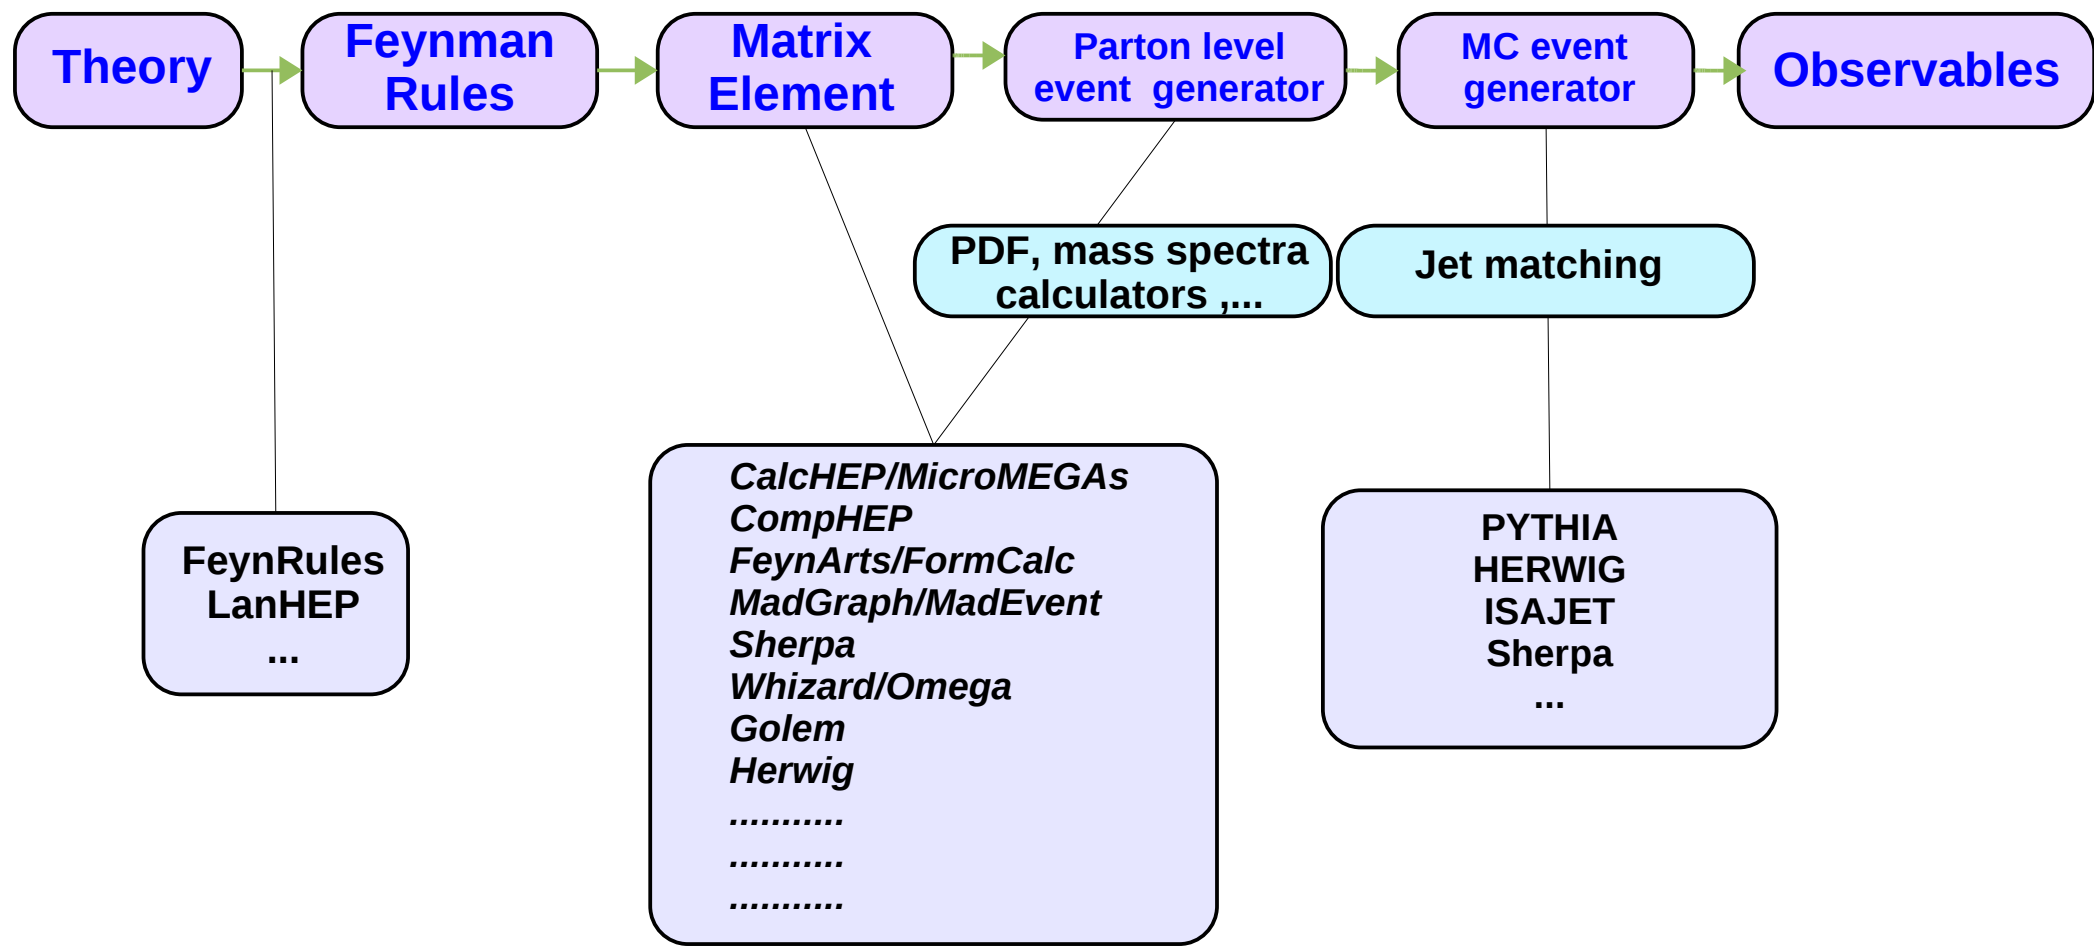 Theory
Feynman
Rules
Matrix
Element
Parton level
event generator
MC event
generator
Observables
PDF, mass spectra
calculators ,...
Jet matching
FeynRules
LanHEP
...
CalcHEP/MicroMEGAs
CompHEP
FeynArts/FormCalc
MadGraph/MadEvent
Sherpa
Whizard/Omega
Golem
Herwig
...........
...........
...........
PYTHIA
HERWIG
ISAJET
Sherpa
...